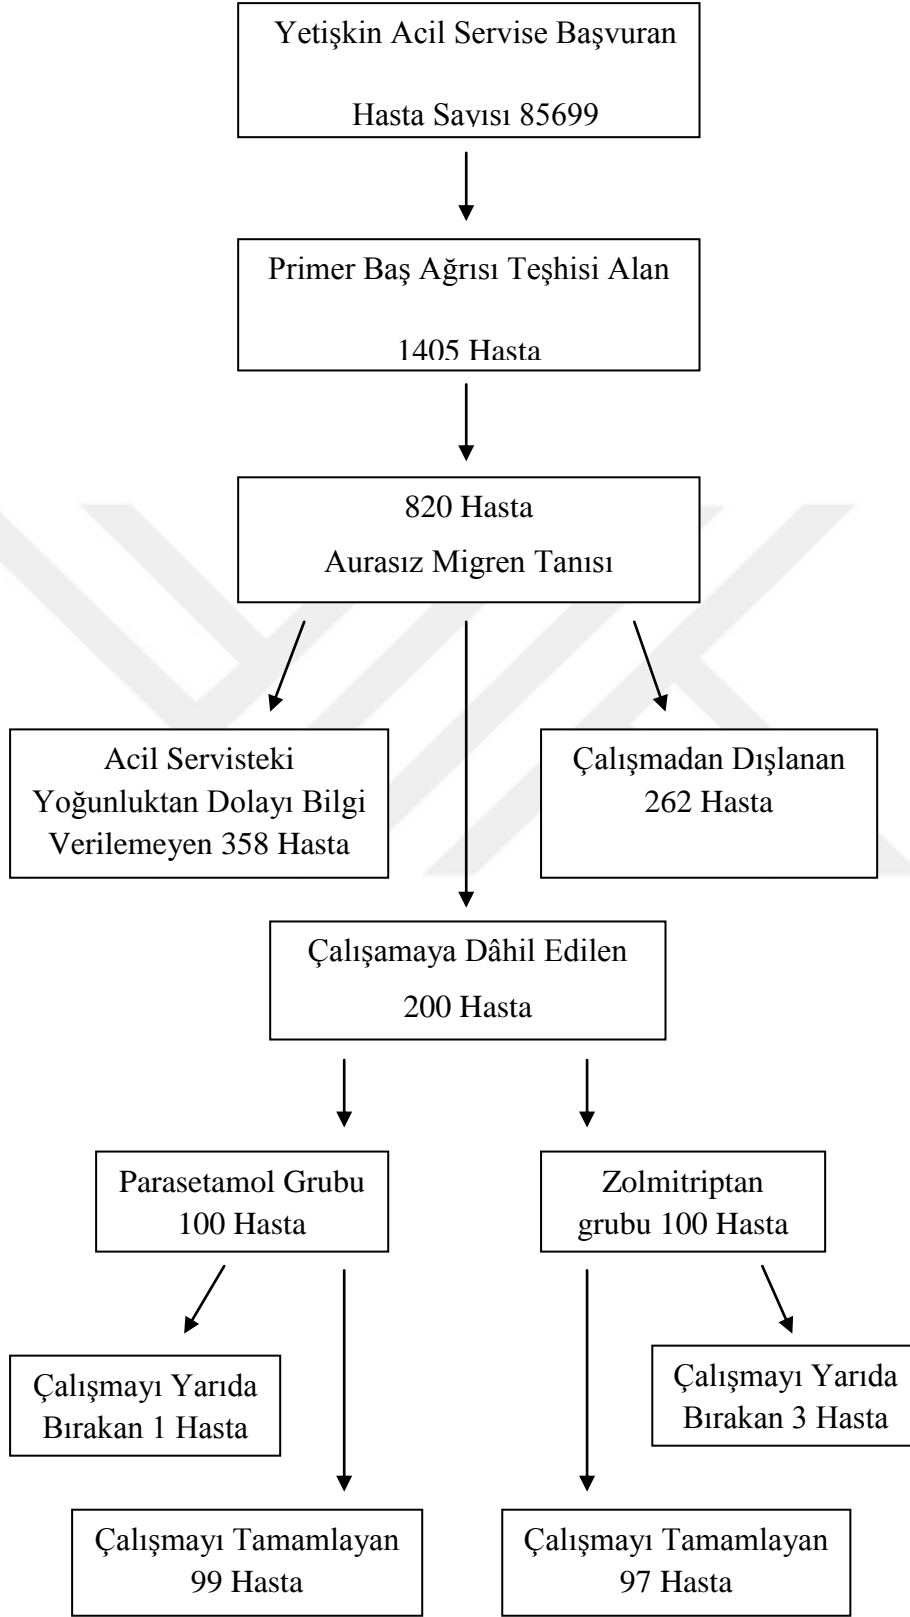 Yetişkin Acil Servise Başvuran
Hasta Sayısı 85699
Primer Baş Ağrısı Teşhisi Alan
1405 Hasta
820 Hasta
Aurasız Migren Tanısı
Acil Servisteki
Yoğunluktan Dolayı Bilgi
Verilemeyen 358 Hasta
Çalışmadan Dışlanan
262 Hasta
Çalışamaya Dâhil Edilen
200 Hasta
Parasetamol Grubu
100 Hasta
Zolmitriptan
grubu 100 Hasta
Çalışmayı Yarıda
Bırakan 1 Hasta
Çalışmayı Yarıda
Bırakan 3 Hasta
Çalışmayı Tamamlayan
99 Hasta
Çalışmayı Tamamlayan
97 Hasta